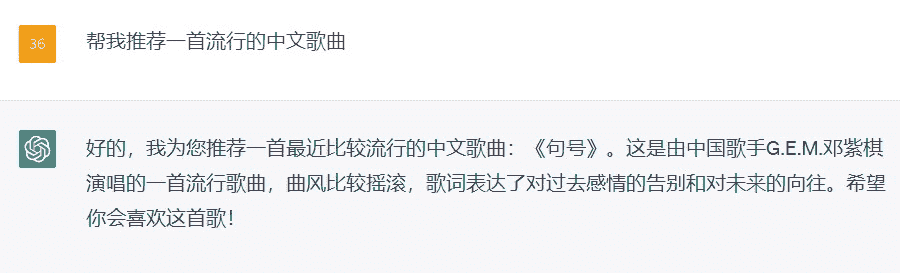 36
帮我推荐一首流行的中文歌曲
好的，我为您推荐一首最近比较流行的中文歌曲：《句号》。这是由中国歌手G.E.M.邓紫棋
演唱的一首流行歌曲，曲风比较摇滚，歌词表达了对过去感情的告别和对未来的向往。希望
你会喜欢这首歌！